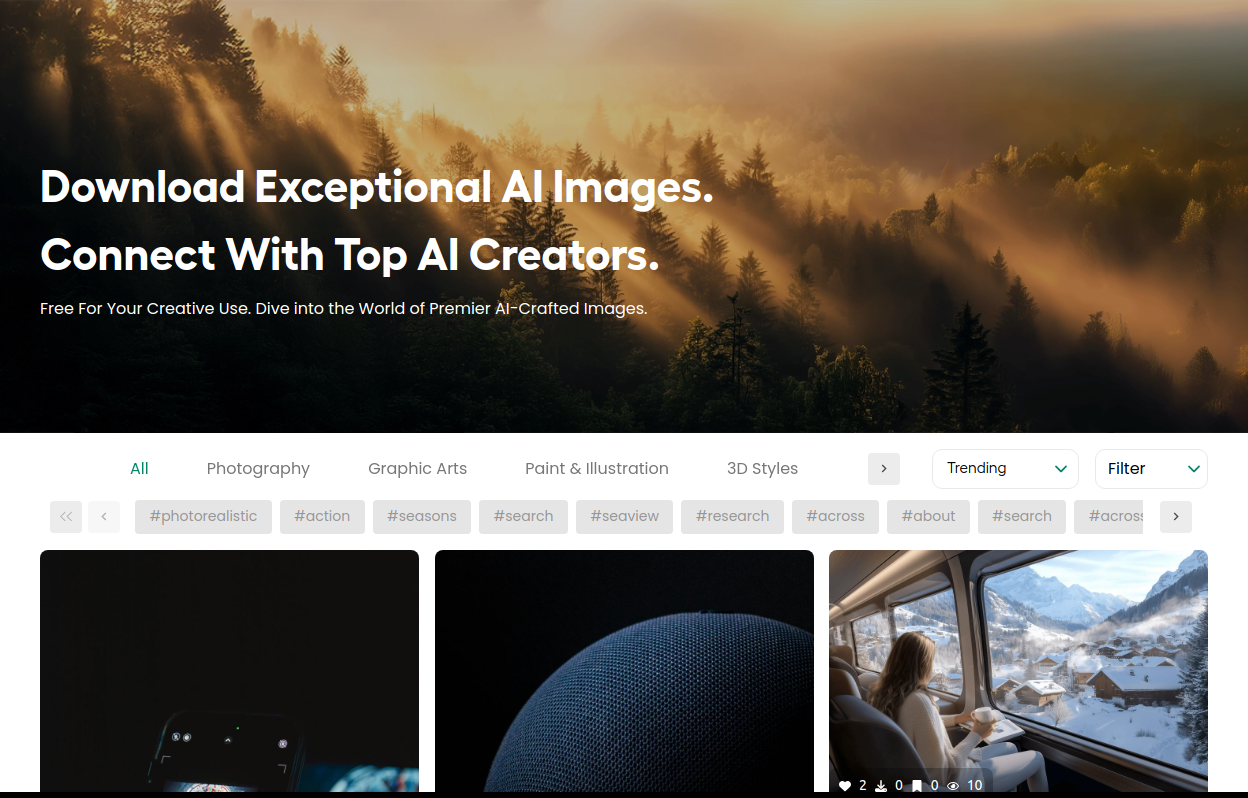 Download Exceptional AI Images.
Connect With Top AI Creators.
Free For Your Creative Use. Dive into the World of Premier AI-Crafted Images.
All Photography Graphic Arts Paint & Illustration 3D Styles Trending Filter
#photorealistic #action #seasons #search #seaview #research #across #about #search #across
2 0 0 10